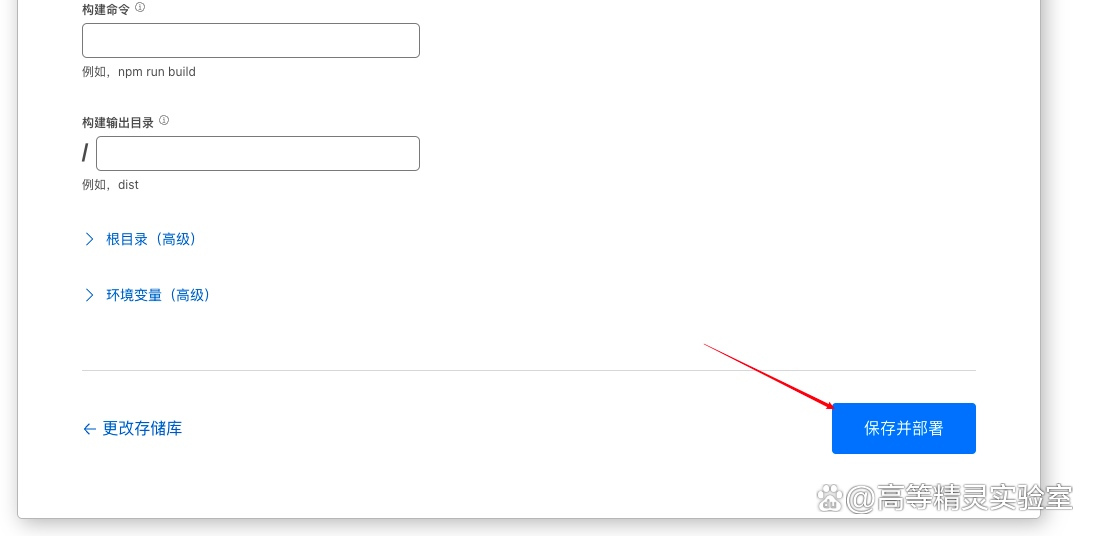 构建命令
例如，npm run build
构建输出目录
/
例如，dist
根目录（高级）
环境变量（高级）
← 更改存储库
保存并部署
du @高等精灵实验室